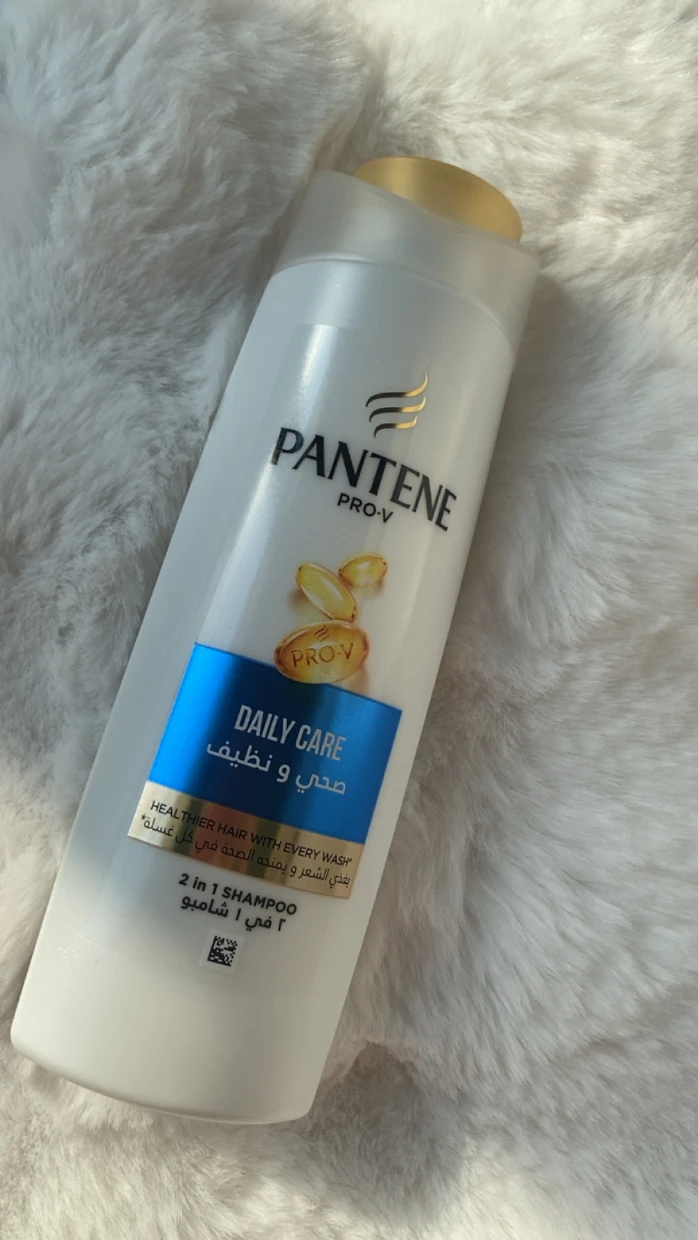 PANTENE
PRO-V
PRO-V
DAILY CARE
صحي و نظيف
HEALTHIER HAIR WITH EVERY WASH*
يغذي الشعر و يمنحه الصحة في كل غسلة*
2 in 1 SHAMPOO
٢ في ١ شامبو